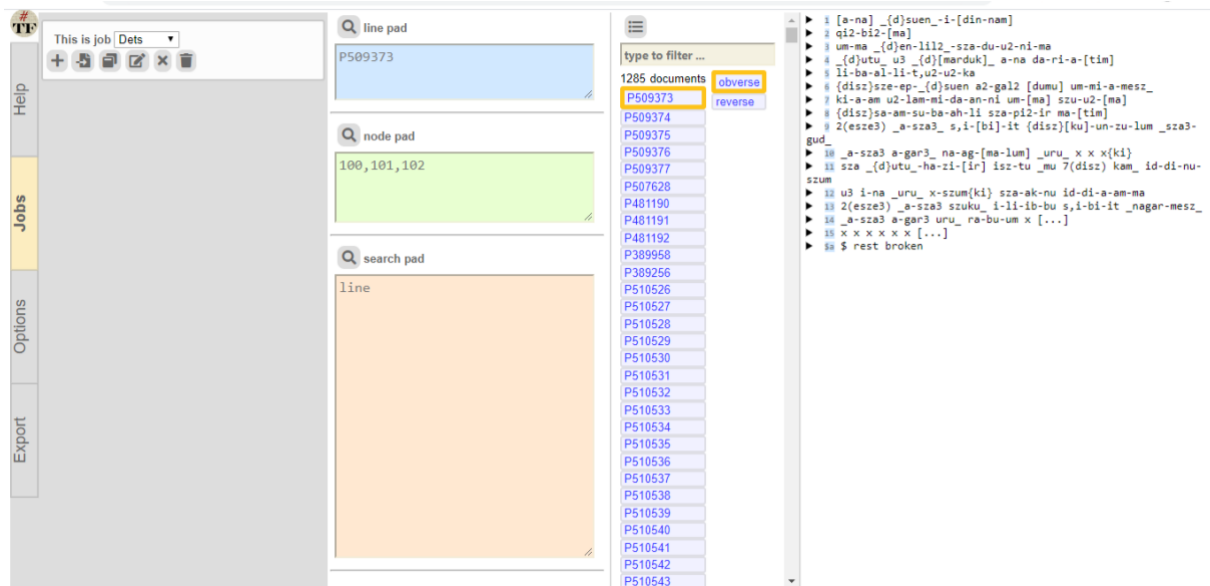 #
TF
This is job Dets
Help
Jobs
Options
Export
line pad
P509373
node pad
100,101,102
search pad
line
type to filter ...
1285 documents
obverse
reverse
P509373
P509374
P509375
P509376
P509377
P507628
P481190
P481191
P481192
P389958
P389256
P510526
P510527
P510528
P510529
P510530
P510531
P510532
P510533
P510534
P510535
P510536
P510537
P510538
P510539
P510540
P510541
P510542
P510543
1 [a-na] _{d}suen_-i-[din-nam]
2 qi2-bi2-[ma]
3 um-ma _{d}en-lil2_-sza-du-u2-ni-ma
4 _{d}utu_ u3 _{d}[marduk]_ a-na da-ri-a-[tim]
5 li-ba-al-li-t,u2-u2-ka
6 {disz}sze-ep-_{d}suen a2-gal2 [dumu] um-mi-a-mesz_
7 ki-a-am u2-lam-mi-da-an-ni um-[ma] szu-u2-[ma]
8 {disz}sa-am-su-ba-ah-li sza-pi2-ir ma-[tim]
9 2(esze3) _a-sza3_ s,i-[bi]-it {disz}[ku]-un-zu-lum _sza3-
gud_
10 _a-sza3 a-gar3_ na-ag-[ma-lum] _uru_ x x x{ki}
11 sza _{d}utu_-ha-zi-[ir] isz-tu _mu 7(disz) kam_ id-di-nu-
szum
12 u3 i-na _uru_ x-szum{ki} sza-ak-nu id-di-a-am-ma
13 2(esze3) _a-sza3 szuku_ i-li-ib-bu s,i-bi-it _nagar-mesz_
14 _a-sza3 a-gar3 uru_ ra-bu-um x [...]
15 x x x x x x [...]
$a $ rest broken